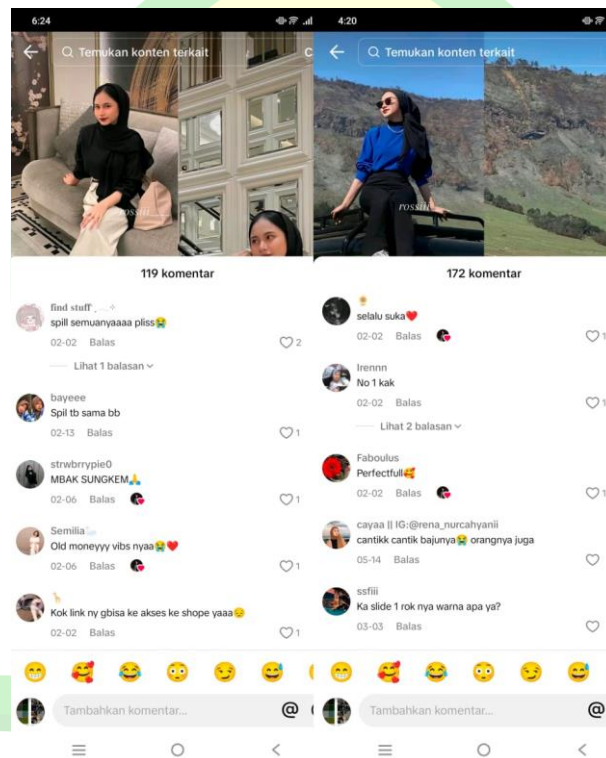 6:24
Temukan konten terkait
C
rossiii
119 komentar
find stuff
spill semuanyaaaa pliss😭
02-02 Balas
2
Lihat 1 balasan
bayeee
Spil tb sama bb
02-13 Balas
1
strwbrrypie0
MBAK SUNGKEM🙏
02-06 Balas
1
Semilia🦢
Old moneyyy vibs nyaa😭❤️
02-06 Balas
1
🦒
Kok link ny gbisa ke akses ke shope yaaa😔
02-02 Balas
1
Tambahkan komentar...
@
4:20
Temukan konten terkait
rossiii
172 komentar
🌻
selalu suka❤️
02-02 Balas
1
Irennn
No 1 kak
02-02 Balas
1
Lihat 2 balasan
Faboulus
Perfectfull🥰
02-02 Balas
1
cayaa || IG:@rena_nurcahyanii
cantikk cantik bajunya😭 orangnya juga
05-14 Balas
ssfiii
Ka slide 1 rok nya warna apa ya?
03-03 Balas
Tambahkan komentar...
@